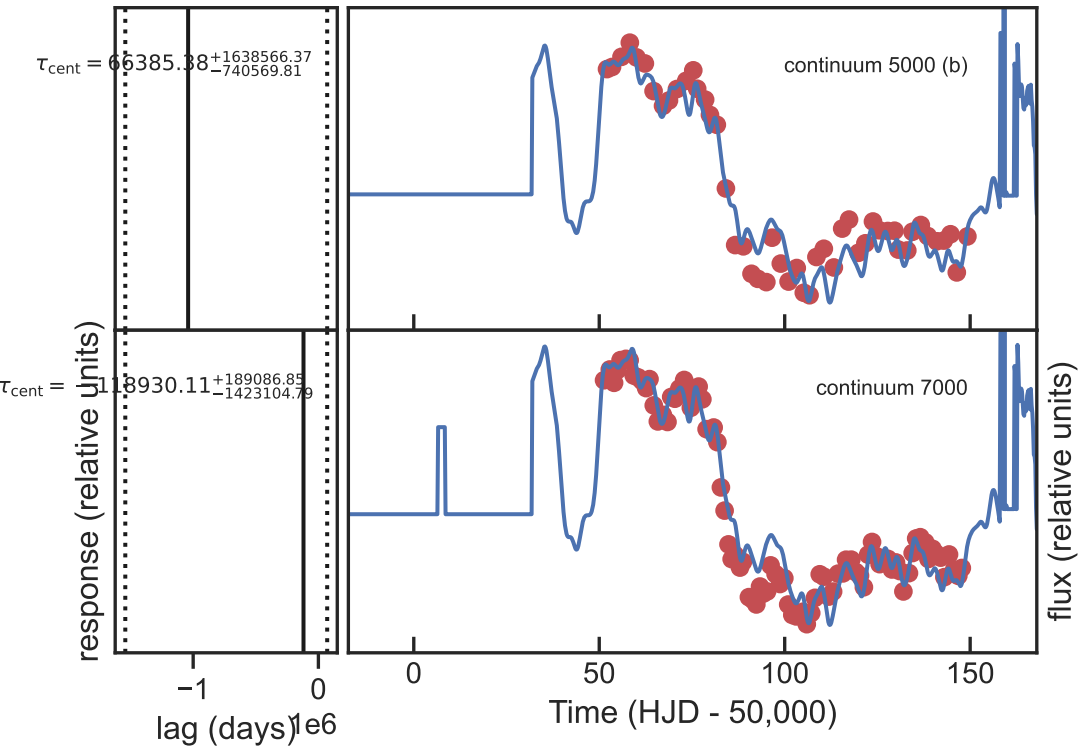 τcent = 66385.38 +1638566.37 −740569.81
continuum 5000 (b)
τcent = −118930.11 +189086.85 −1423104.79
continuum 7000
response (relative units)
flux (relative units)
−1 0
1e6
lag (days)
0 50 100 150
Time (HJD - 50,000)